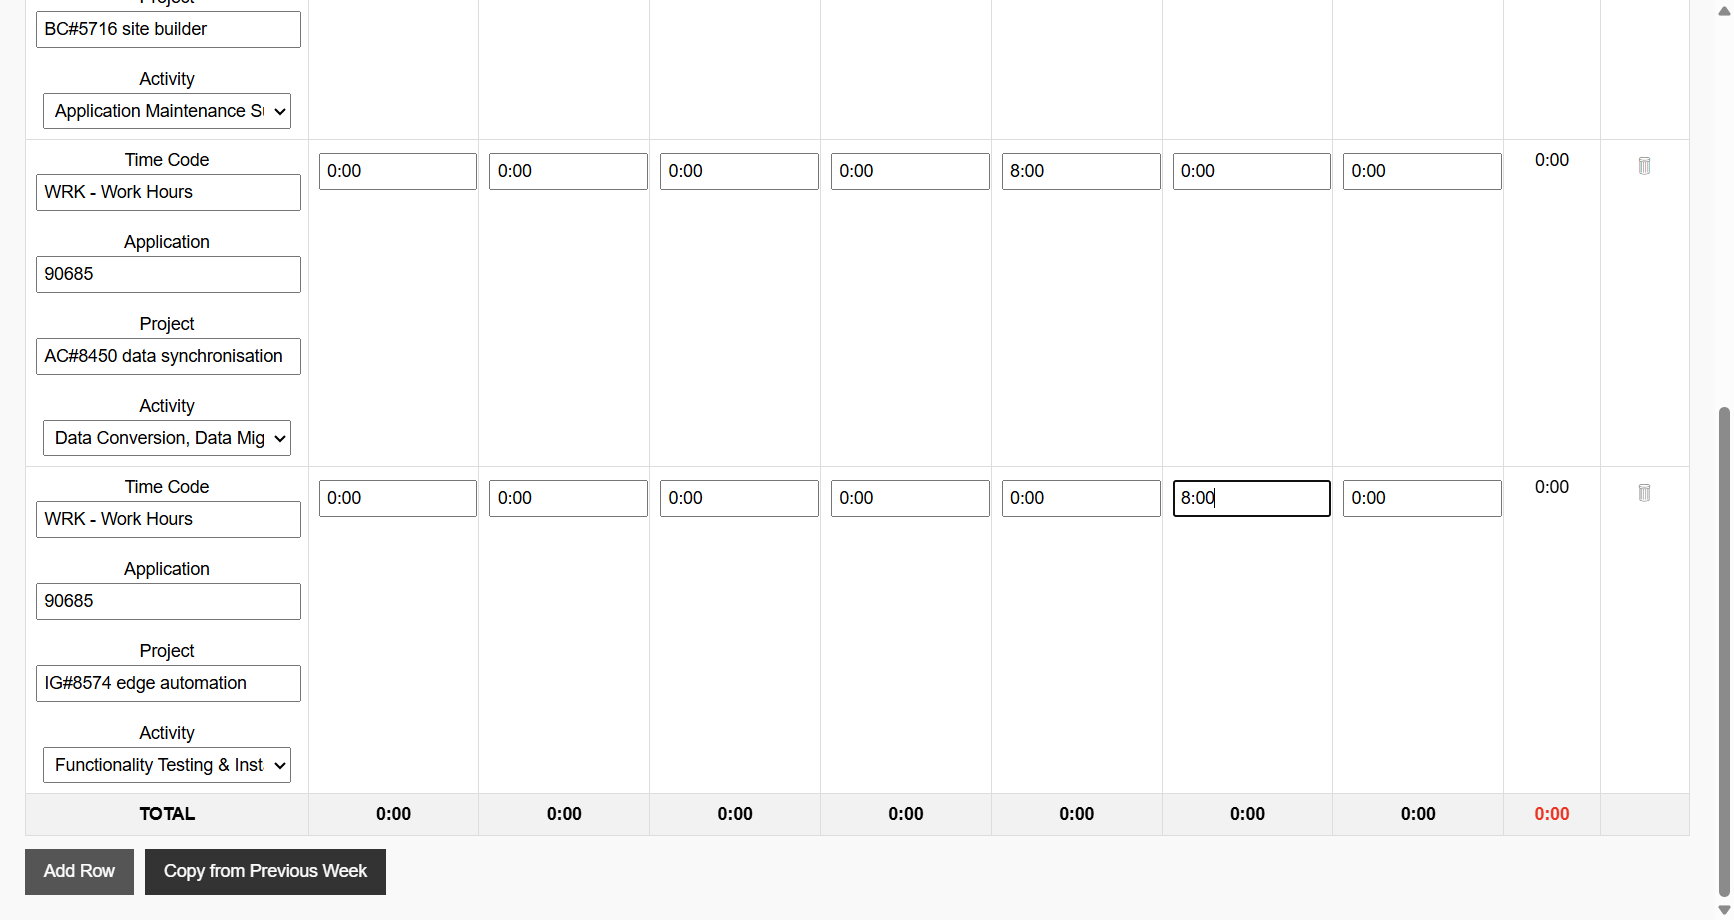 Project
BC#5716 site builder
Activity
Application Maintenance S
Time Code
WRK - Work Hours
0:00 0:00 0:00 0:00 8:00 0:00 0:00 0:00
Application
90685
Project
AC#8450 data synchronisation
Activity
Data Conversion, Data Mig
Time Code
WRK - Work Hours
0:00 0:00 0:00 0:00 0:00 8:00 0:00 0:00
Application
90685
Project
IG#8574 edge automation
Activity
Functionality Testing & Inst
TOTAL 0:00 0:00 0:00 0:00 0:00 0:00 0:00 0:00
Add Row Copy from Previous Week